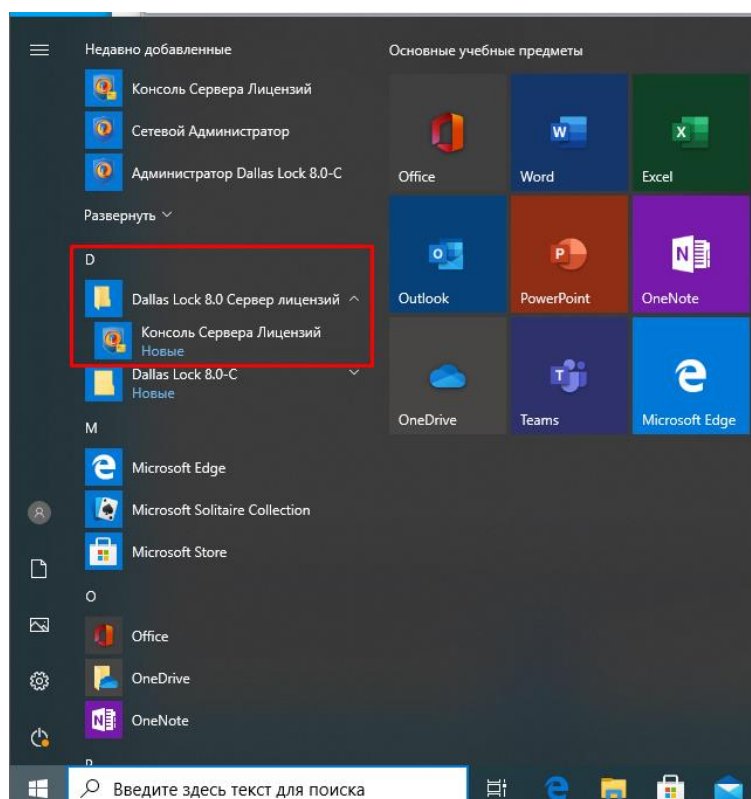 Недавно добавленные
Консоль Сервера Лицензий
Сетевой Администратор
Администратор Dallas Lock 8.0-C
Развернуть
D
Dallas Lock 8.0 Сервер лицензий
Консоль Сервера Лицензий
Новые
Dallas Lock 8.0-C
Новые
M
Microsoft Edge
Microsoft Solitaire Collection
Microsoft Store
O
Office
OneDrive
OneNote
Основные учебные предметы
Office
Word
Excel
Outlook
PowerPoint
OneNote
OneDrive
Teams
Microsoft Edge
Введите здесь текст для поиска